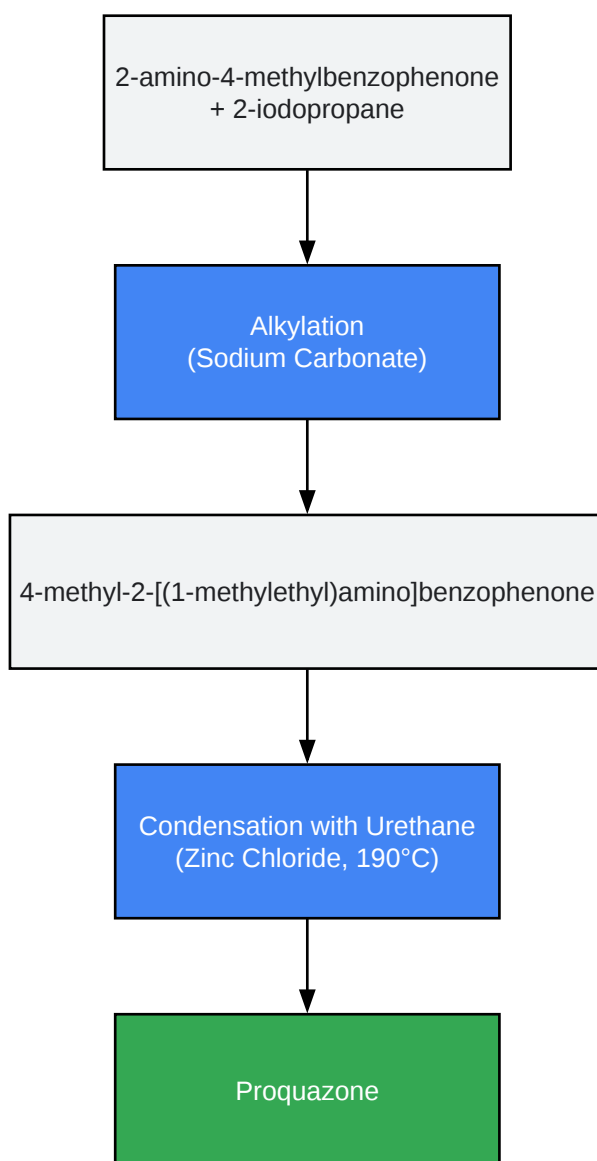 2-amino-4-methylbenzophenone
+ 2-iodopropane
Alkylation
(Sodium Carbonate)
4-methyl-2-[(1-methylethyl)amino]benzophenone
Condensation with Urethane
(Zinc Chloride, 190°C)
Proquazone